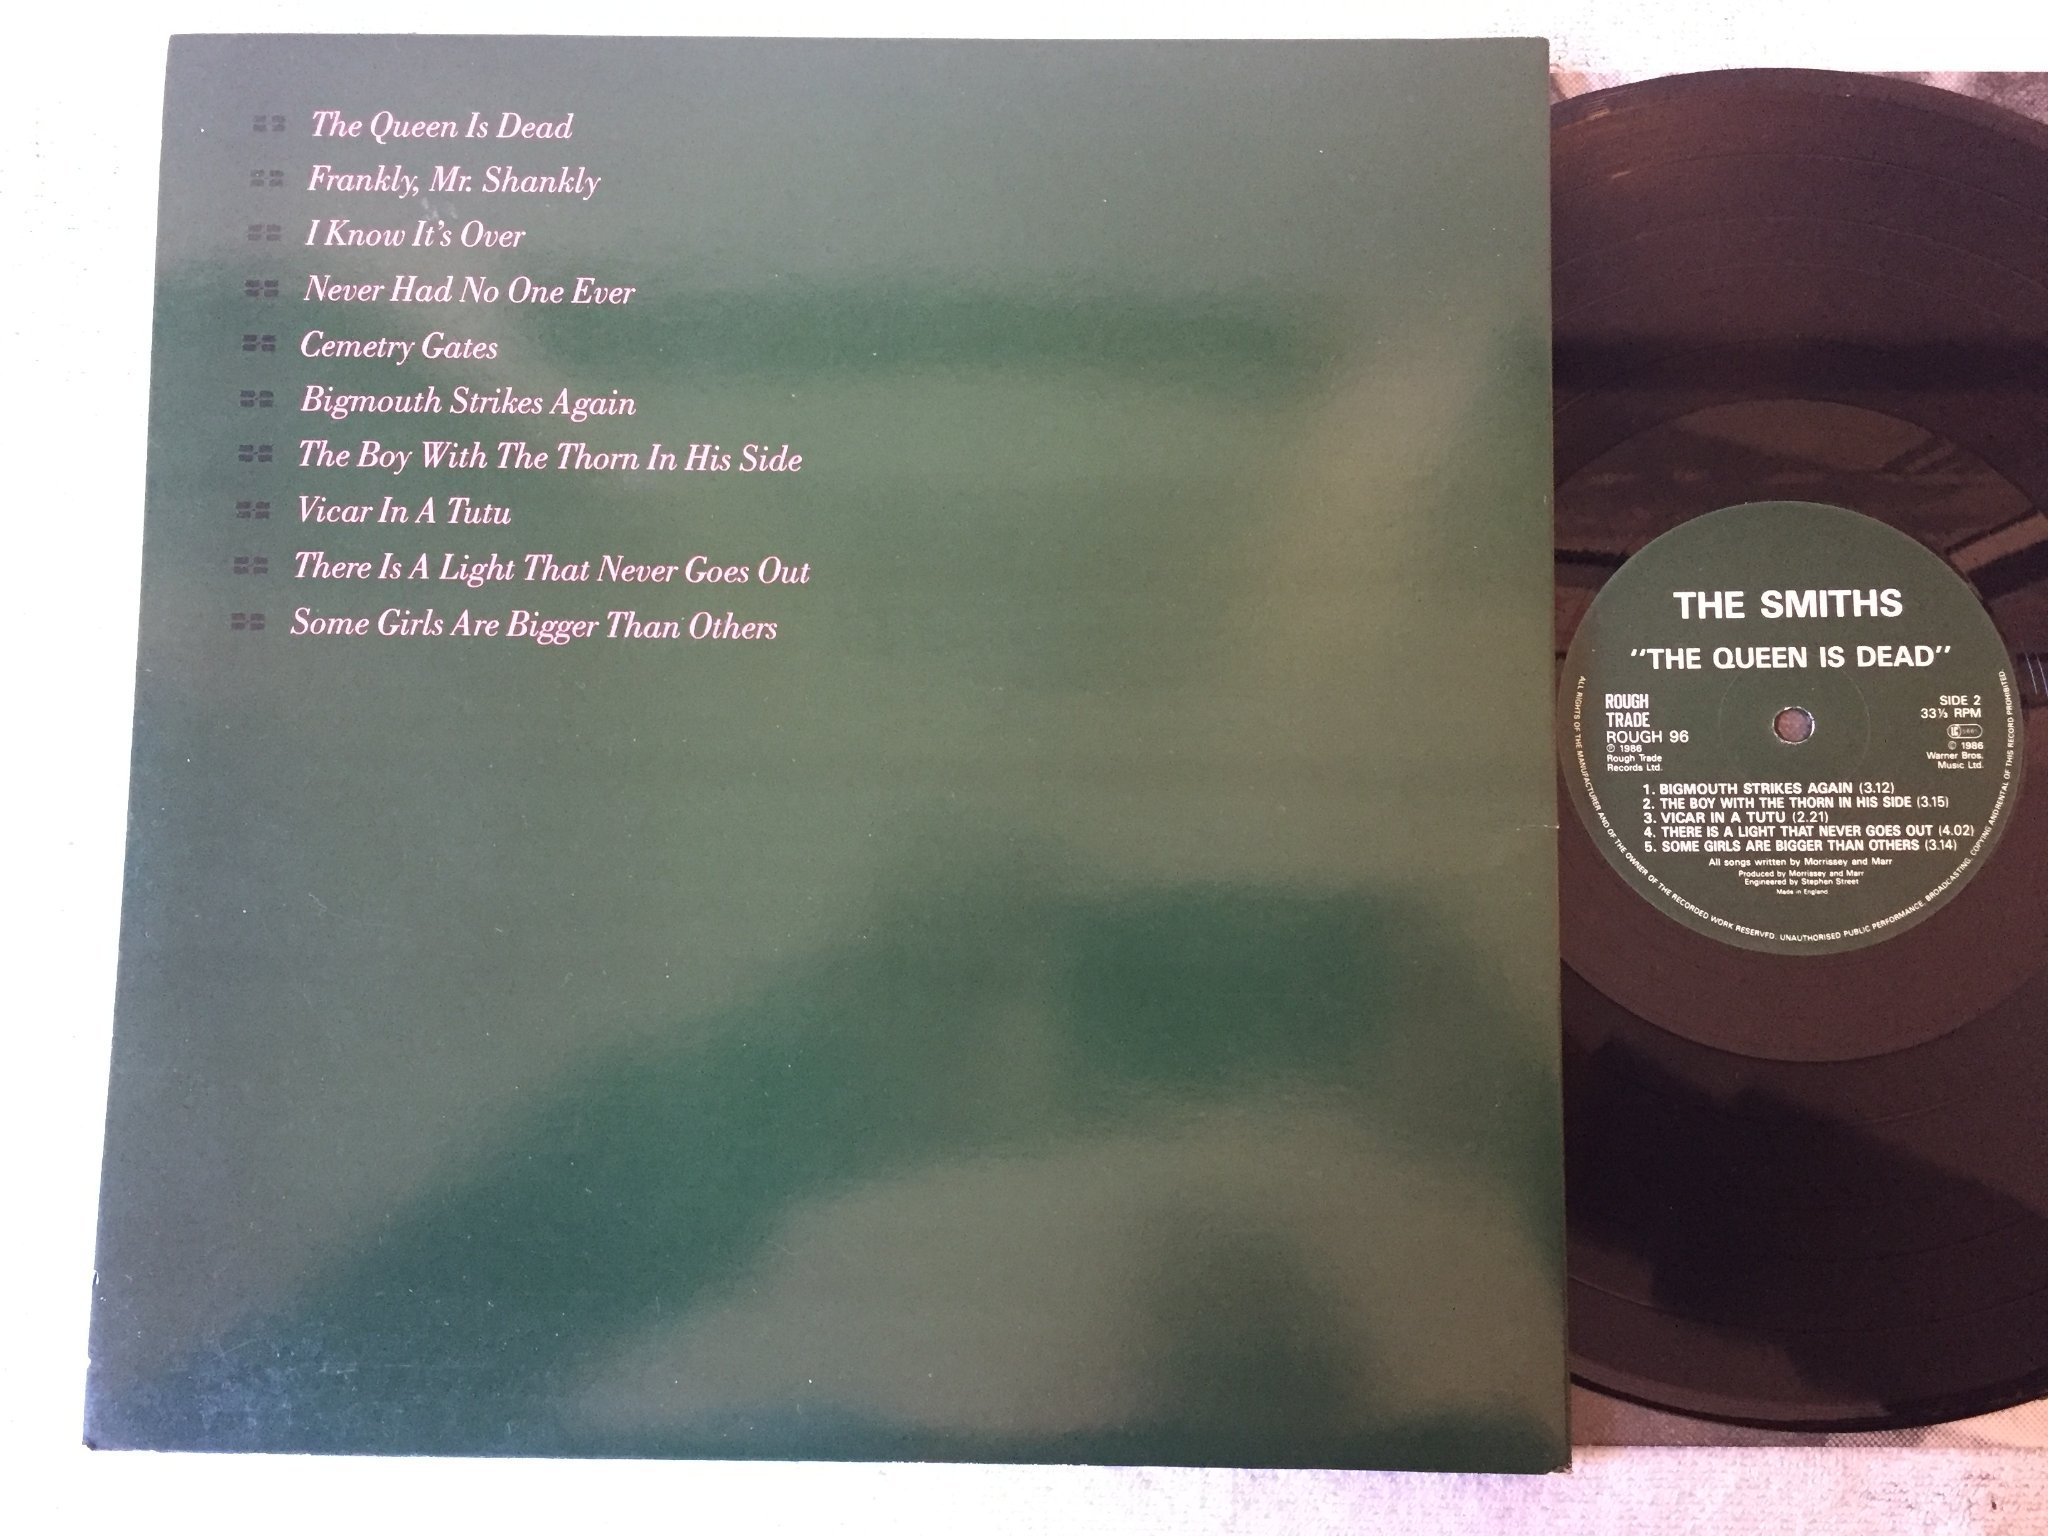 The Queen Is Dead
Frankly, Mr. Shankly
I Know It's Over
Never Had No One Ever
Cemetry Gates
Bigmouth Strikes Again
The Boy With The Thorn In His Side
Vicar In A Tutu
There Is A Light That Never Goes Out
Some Girls Are Bigger Than Others
THE SMITHS
"THE QUEEN IS DEAD"
ROUGH
TRADE
ROUGH 96
℗ 1986
Rough Trade
Records Ltd.
SIDE 2
33⅓ RPM
© 1986
Warner Bros.
Music Ltd.
1. BIGMOUTH STRIKES AGAIN (3.12)
2. THE BOY WITH THE THORN IN HIS SIDE (3.15)
3. VICAR IN A TUTU (2.21)
4. THERE IS A LIGHT THAT NEVER GOES OUT (4.02)
5. SOME GIRLS ARE BIGGER THAN OTHERS (3.14)
All songs written by Morrissey and Marr
Produced by Morrissey and Marr
Engineered by Stephen Street
Made in England
ALL RIGHTS OF THE MANUFACTURER AND OF THE OWNER OF THE RECORDED WORK RESERVED. UNAUTHORISED PUBLIC PERFORMANCE, BROADCASTING, COPYING AND RENTAL OF THIS RECORD PROHIBITED.